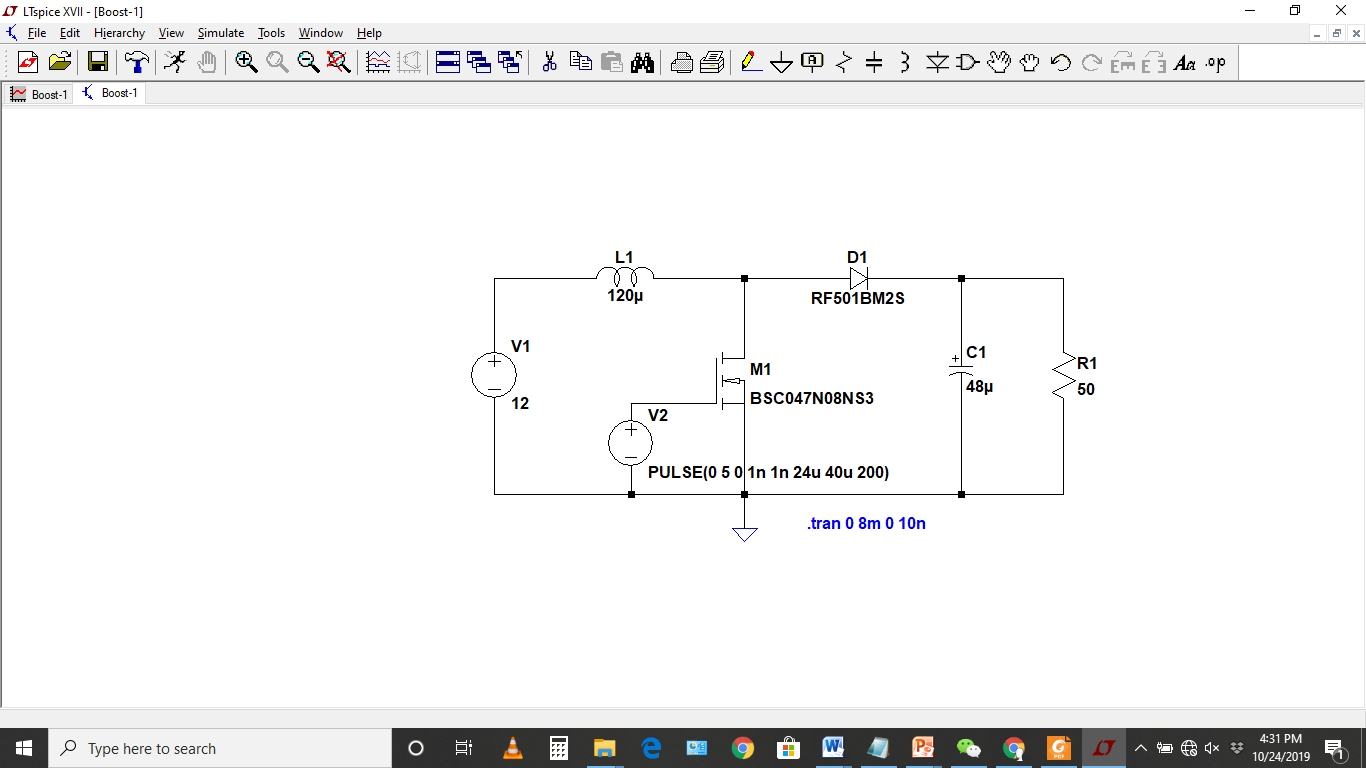 LTspice XVII - [Boost-1]
File Edit Hierarchy View Simulate Tools Window Help
A Aa .op
Boost-1 Boost-1
L1
120µ
D1
RF501BM2S
V1
12
M1
BSC047N08NS3
V2
PULSE(0 5 0 1n 1n 24u 40u 200)
C1
48µ
R1
50
.tran 0 8m 0 10n
Type here to search
4:31 PM
10/24/2019